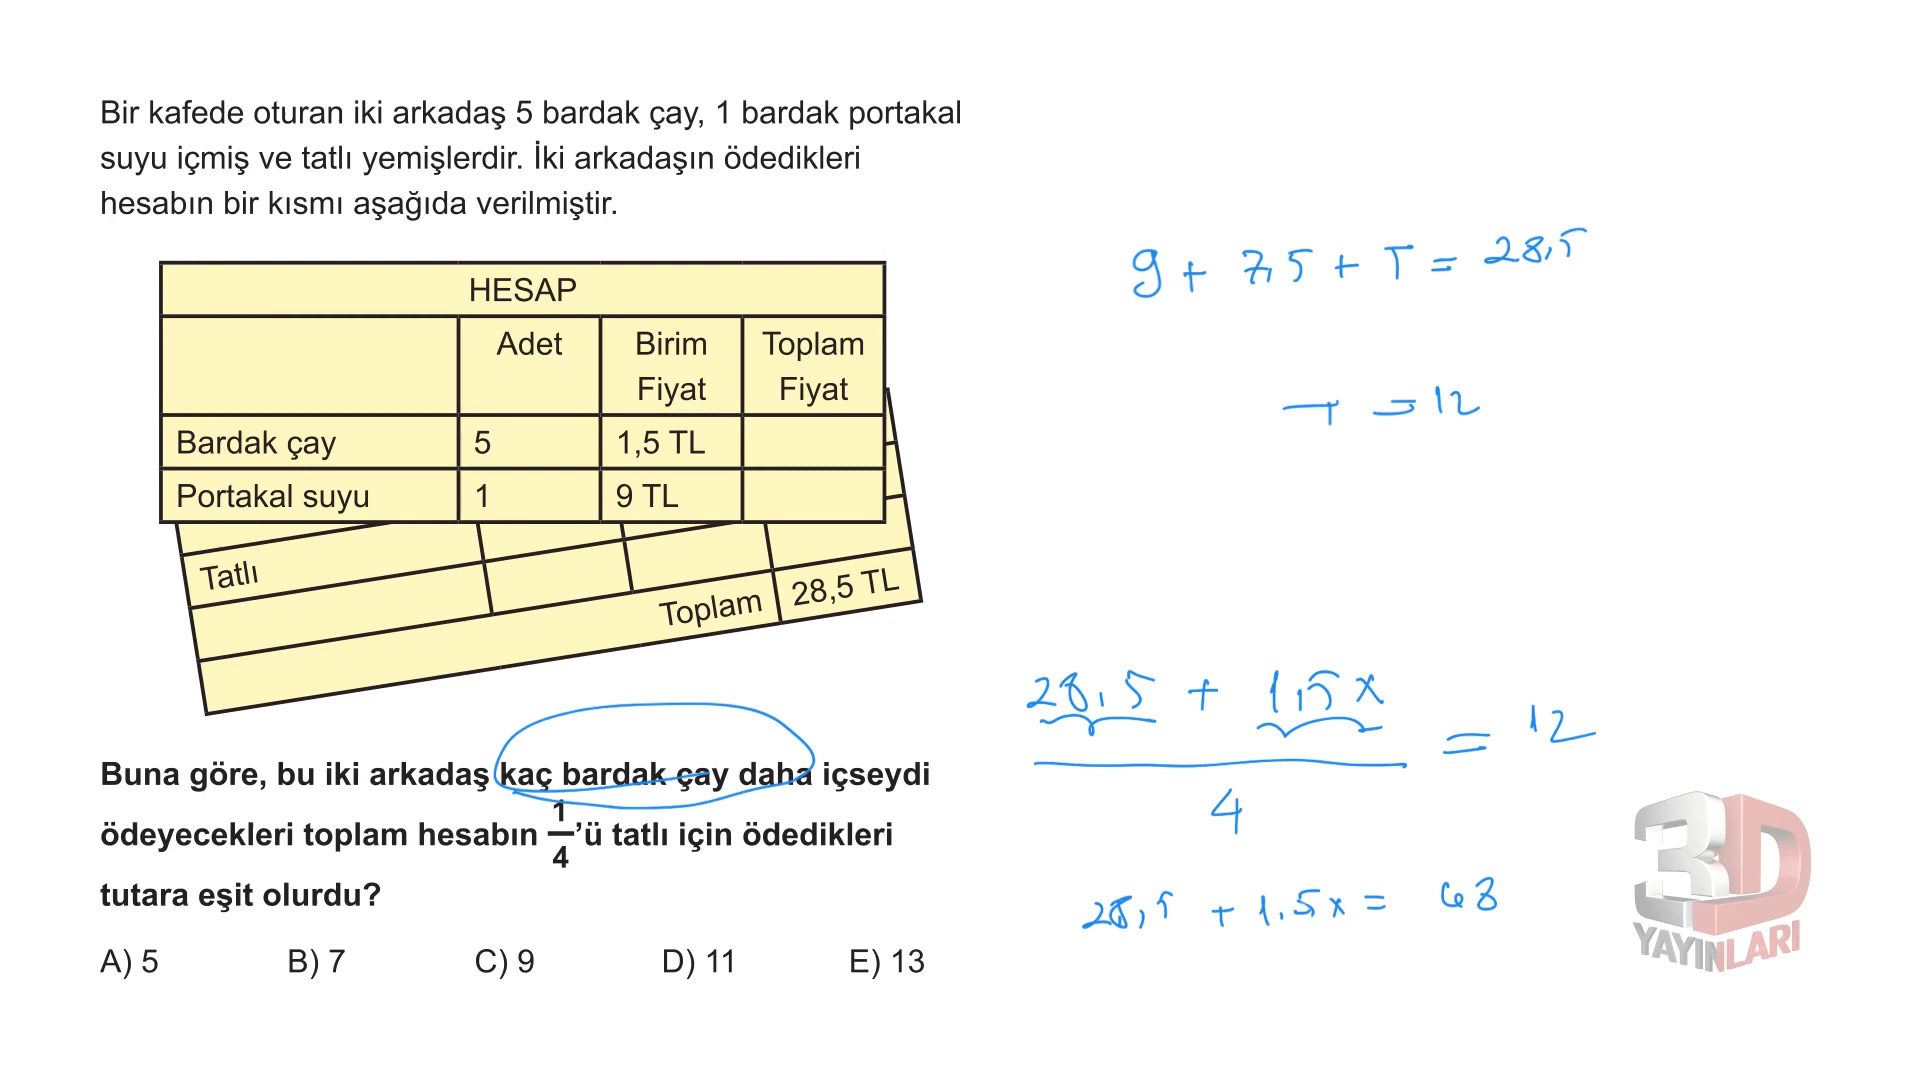 Bir kafede oturan iki arkadaş 5 bardak çay, 1 bardak portakal
suyu içmiş ve tatlı yemişlerdir. İki arkadaşın ödedikleri
hesabın bir kısmı aşağıda verilmiştir.
HESAP
Adet Birim Fiyat Toplam Fiyat
Bardak çay 5 1,5 TL
Portakal suyu 1 9 TL
Tatlı
Toplam 28,5 TL
Buna göre, bu iki arkadaş kaç bardak çay daha içseydi
ödeyecekleri toplam hesabın 1/4'ü tatlı için ödedikleri
tutara eşit olurdu?
A) 5 B) 7 C) 9 D) 11 E) 13
9 + 7,5 + T = 28,5
T = 12
28,5 + 1,5x
4
= 12
28,5 + 1,5x = 48
3D
YAYINLARI